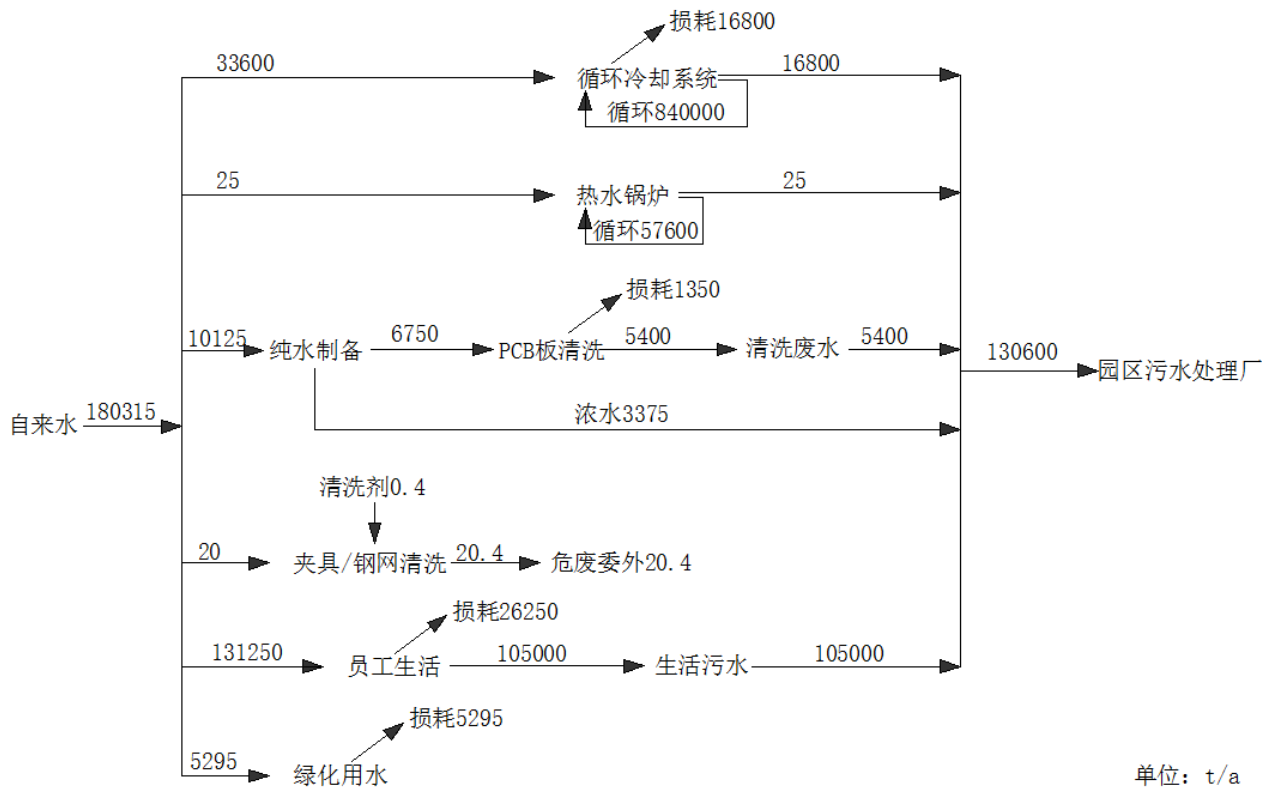 损耗16800
33600
循环冷却系统
16800
循环840000
25
热水锅炉
25
循环57600
损耗1350
10125
纯水制备
6750
PCB板清洗
5400
清洗废水
5400
130600
园区污水处理厂
自来水
180315
浓水3375
清洗剂0.4
20
夹具/钢网清洗
20.4
危废委外20.4
损耗26250
131250
员工生活
105000
生活污水
105000
损耗5295
5295
绿化用水
单位：t/a